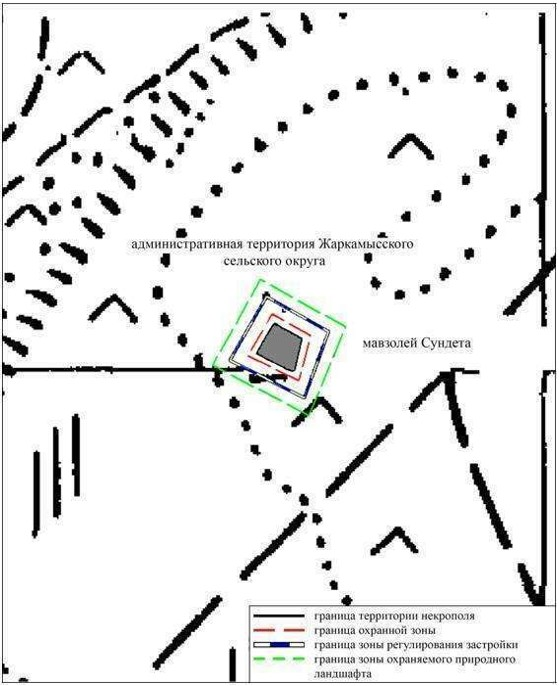 административная территория Жаркамысского
сельского округа
мавзолей Сундета
граница территории некрополя
граница охранной зоны
граница зоны регулирования застройки
граница зоны охраняемого природного
ландшафта